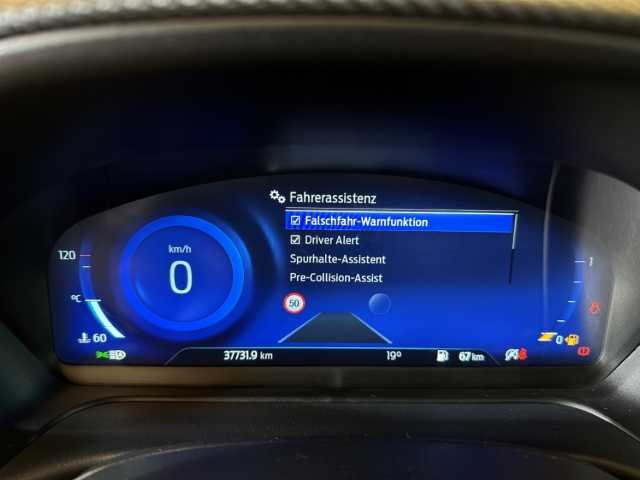 Fahrerassistenz
Falschfahr-Warnfunktion
Driver Alert
Spurhalte-Assistent
Pre-Collision-Assist
km/h
0
120
°C
60
50
1
0
37731.9 km
19°
67 km